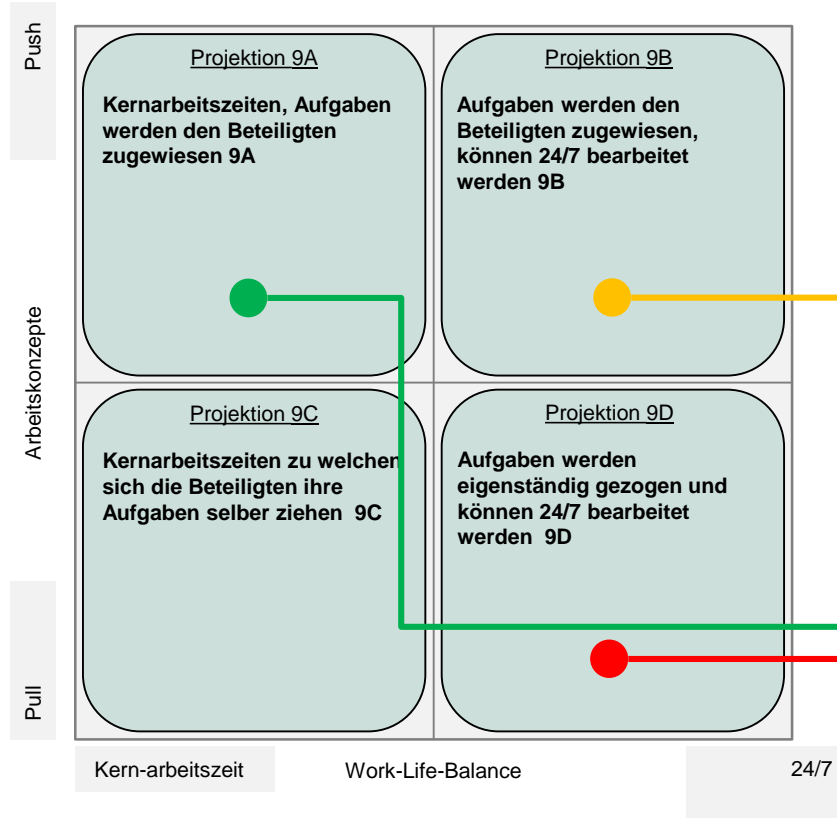 Push
Projektion 9A
Kernarbeitszeiten, Aufgaben
werden den Beteiligten
zugewiesen 9A
Projektion 9B
Aufgaben werden den
Beteiligten zugewiesen,
können 24/7 bearbeitet
werden 9B
Arbeitskonzepte
Projektion 9C
Kernarbeitszeiten zu welchen
sich die Beteiligten ihre
Aufgaben selber ziehen  9C
Projektion 9D
Aufgaben werden
eigenständig gezogen und
können 24/7 bearbeitet
werden  9D
Pull
Kern-arbeitszeit
Work-Life-Balance
24/7